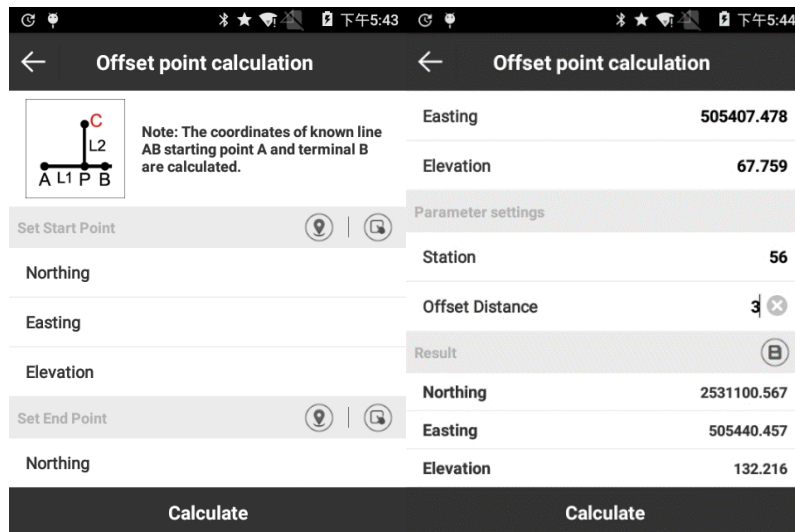 下午5:43
Offset point calculation
C
L2
A L1 P B
Note: The coordinates of known line
AB starting point A and terminal B
are calculated.
Set Start Point
Northing
Easting
Elevation
Set End Point
Northing
Calculate
下午5:44
Offset point calculation
Easting 505407.478
Elevation 67.759
Parameter settings
Station 56
Offset Distance 3
Result
Northing 2531100.567
Easting 505440.457
Elevation 132.216
Calculate